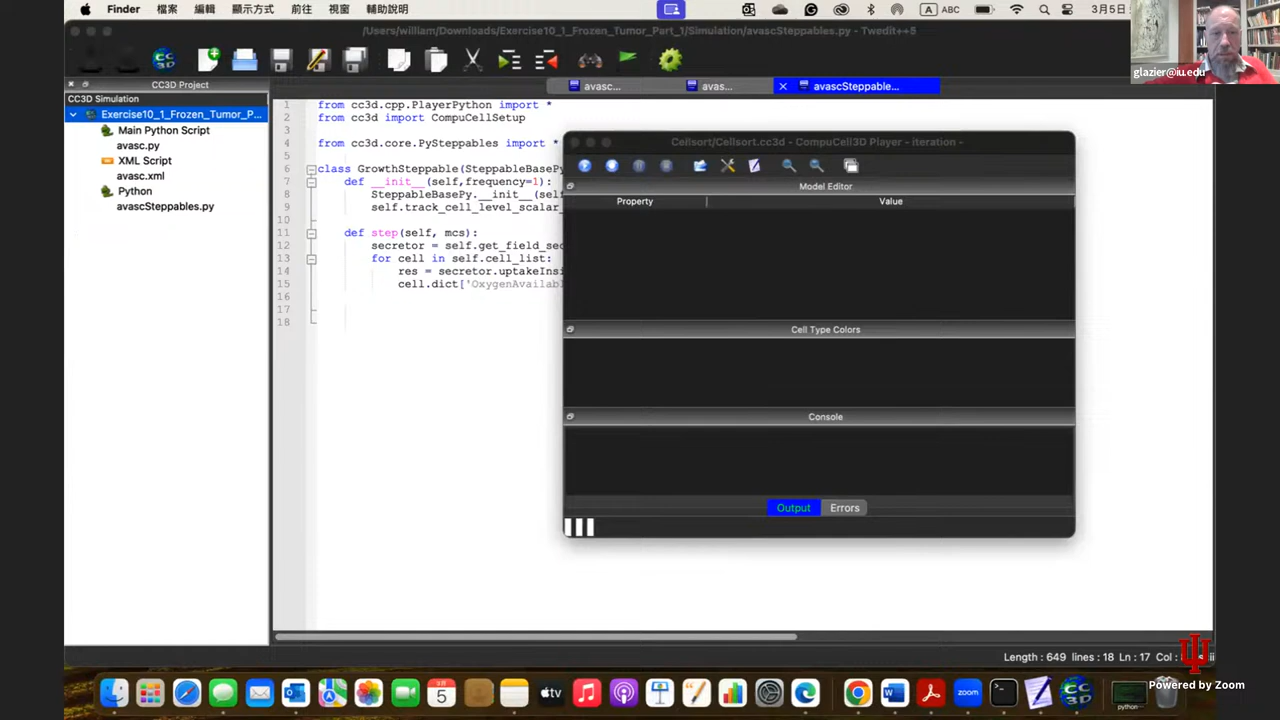 Finder 檔案 編輯 顯示方式 前往 視窗 輔助說明 A ABC 3月5日
/Users/william/Downloads/Exercise10_1_Frozen_Tumor_Part_1/Simulation/avascSteppables.py - Twedit++5
glazier@iu.edu
CC3D Project
avasc... avas... avascSteppable...
CC3D Simulation
Exercise10_1_Frozen_Tumor_P...
Main Python Script
avasc.py
XML Script
avasc.xml
Python
avascSteppables.py
1 from cc3d.cpp.PlayerPython import *
2 from cc3d import CompuCellSetup
3
4 from cc3d.core.PySteppables import *
5
6 class GrowthSteppable(SteppableBasePy
7 def __init__(self,frequency=1):
8 SteppableBasePy.__init__(self
9 self.track_cell_level_scalar_
10
11 def step(self, mcs):
12 secretor = self.get_field_sec
13 for cell in self.cell_list:
14 res = secretor.uptakeInsi
15 cell.dict['OxygenAvailabl
16
17
18
Cellsort/Cellsort.cc3d - CompuCell3D Player - iteration -
Model Editor
Property Value
Cell Type Colors
Console
Output Errors
Length : 649 lines : 18 Ln : 17 Col :
5
tv
zoom
CC3D
python
Powered by Zoom